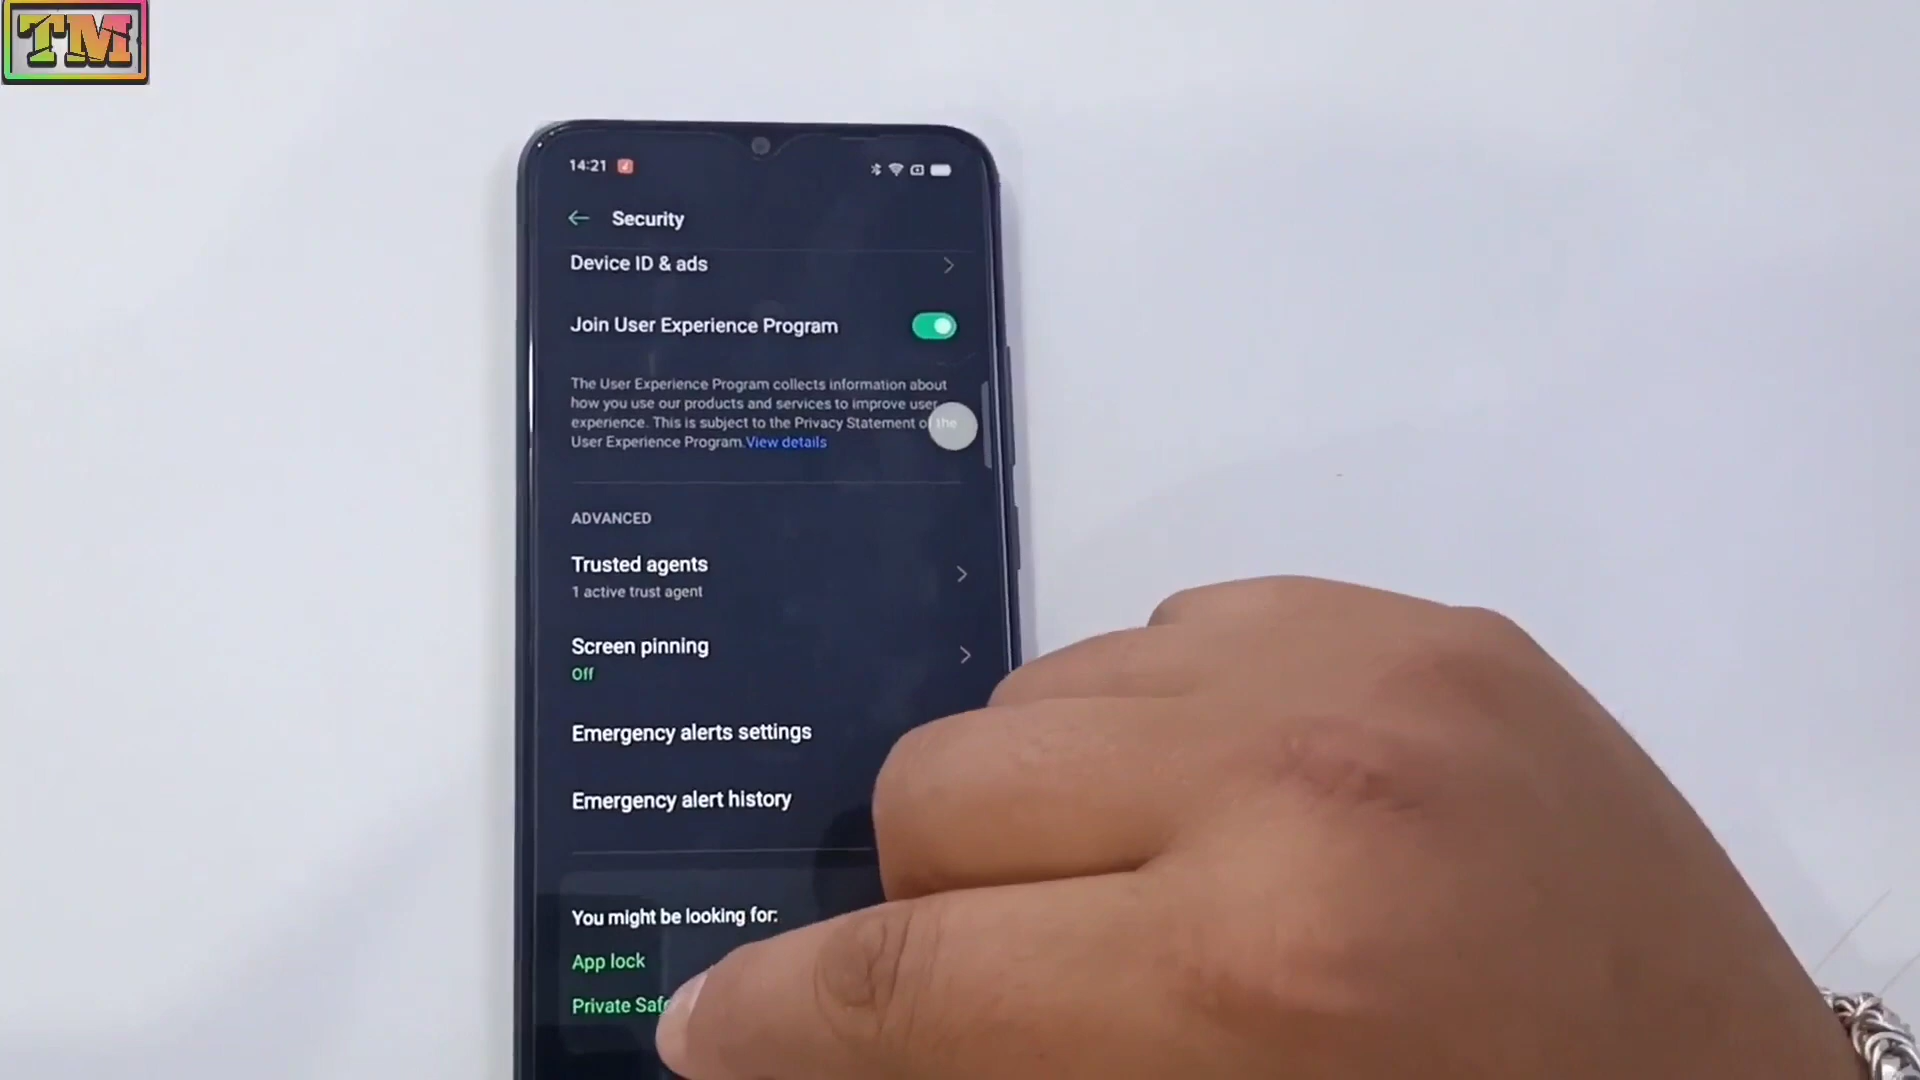 TM
14:21
Security
Device ID & ads
Join User Experience Program
The User Experience Program collects information about
how you use our products and services to improve user
experience. This is subject to the Privacy Statement of the
User Experience Program.View details
ADVANCED
Trusted agents
1 active trust agent
Screen pinning
Off
Emergency alerts settings
Emergency alert history
You might be looking for:
App lock
Private Safe